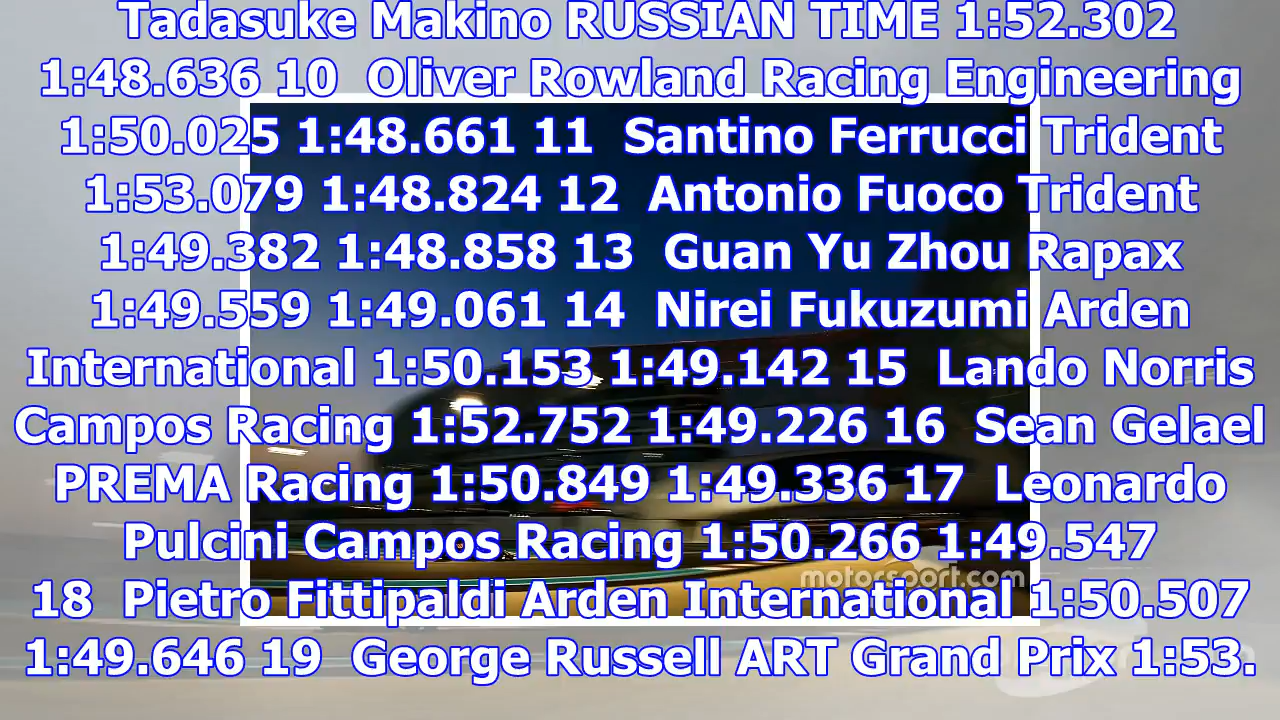 Tadasuke Makino RUSSIAN TIME 1:52.302
1:48.636 10 Oliver Rowland Racing Engineering
1:50.025 1:48.661 11 Santino Ferrucci Trident
1:53.079 1:48.824 12 Antonio Fuoco Trident
1:49.382 1:48.858 13 Guan Yu Zhou Rapax
1:49.559 1:49.061 14 Nirei Fukuzumi Arden
International 1:50.153 1:49.142 15 Lando Norris
Campos Racing 1:52.752 1:49.226 16 Sean Gelael
PREMA Racing 1:50.849 1:49.336 17 Leonardo
Pulcini Campos Racing 1:50.266 1:49.547
motorsport.com
18 Pietro Fittipaldi Arden International 1:50.507
1:49.646 19 George Russell ART Grand Prix 1:53.